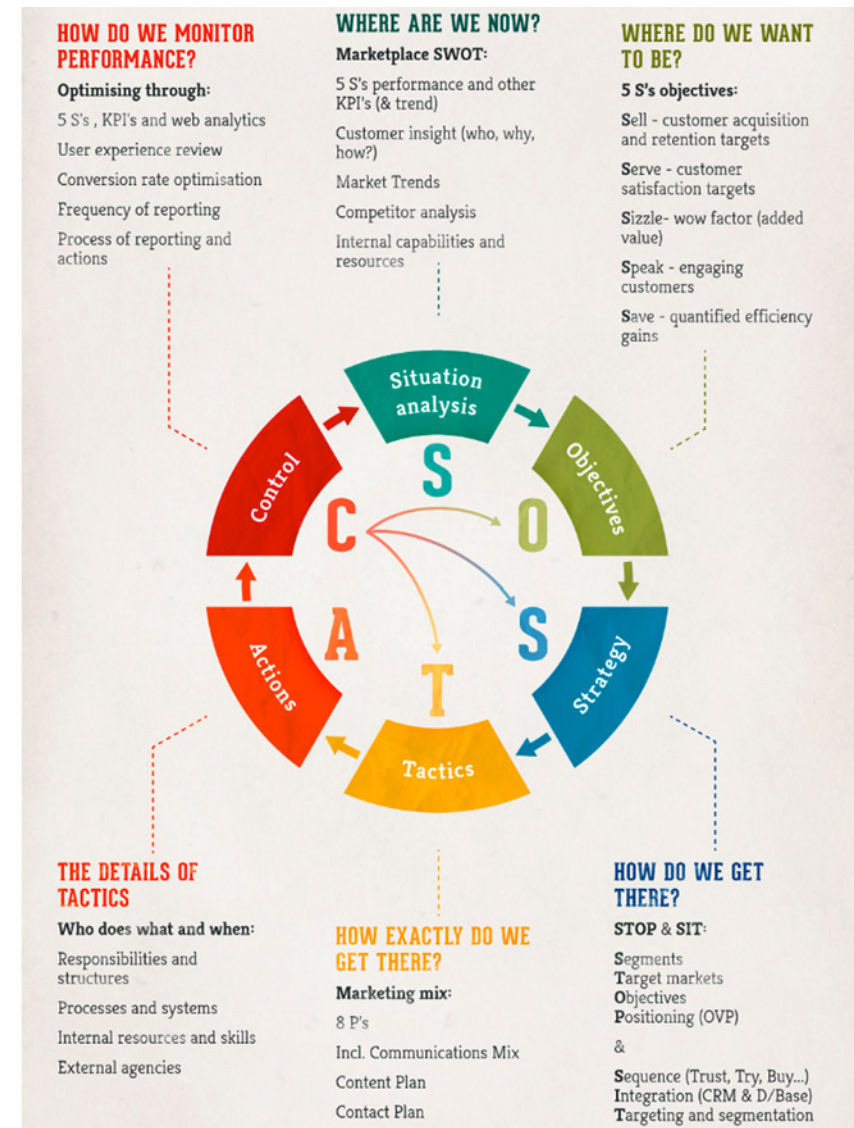 HOW DO WE MONITOR
PERFORMANCE?
Optimising through:
5 S's , KPI's and web analytics
User experience review
Conversion rate optimisation
Frequency of reporting
Process of reporting and
actions
WHERE ARE WE NOW?
Marketplace SWOT:
5 S's performance and other
KPI's (& trend)
Customer insight (who, why,
how?)
Market Trends
Competitor analysis
Internal capabilities and
resources
WHERE DO WE WANT
TO BE?
5 S's objectives:
Sell - customer acquisition
and retention targets
Serve - customer
satisfaction targets
Sizzle- wow factor (added
value)
Speak - engaging
customers
Save - quantified efficiency
gains
Situation
analysis
Objectives
Strategy
Tactics
Actions
Control
S
O
S
T
A
C
THE DETAILS OF
TACTICS
Who does what and when:
Responsibilities and
structures
Processes and systems
Internal resources and skills
External agencies
HOW EXACTLY DO WE
GET THERE?
Marketing mix:
8 P's
Incl. Communications Mix
Content Plan
Contact Plan
HOW DO WE GET
THERE?
STOP & SIT:
Segments
Target markets
Objectives
Positioning (OVP)
&
Sequence (Trust, Try, Buy...)
Integration (CRM & D/Base)
Targeting and segmentation